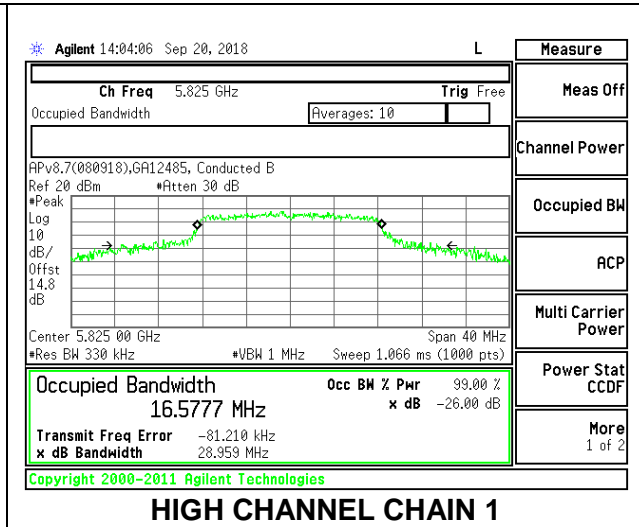 Agilent 14:04:06 Sep 20, 2018 L
Measure
Ch Freq 5.825 GHz Trig Free
Meas Off
Occupied Bandwidth Averages: 10
Channel Power
APv8.7(080918),GA12485, Conducted B
Ref 20 dBm #Atten 30 dB
#Peak
Log
10
dB/
Offst
14.8
dB
Occupied BW
ACP
Center 5.825 00 GHz Span 40 MHz
#Res BW 330 kHz #VBW 1 MHz Sweep 1.066 ms (1000 pts)
Multi Carrier
Power
Occupied Bandwidth Occ BW % Pwr 99.00 %
16.5777 MHz x dB -26.00 dB
Power Stat
CCDF
Transmit Freq Error -81.210 kHz
x dB Bandwidth 28.959 MHz
More
1 of 2
Copyright 2000-2011 Agilent Technologies
HIGH CHANNEL CHAIN 1